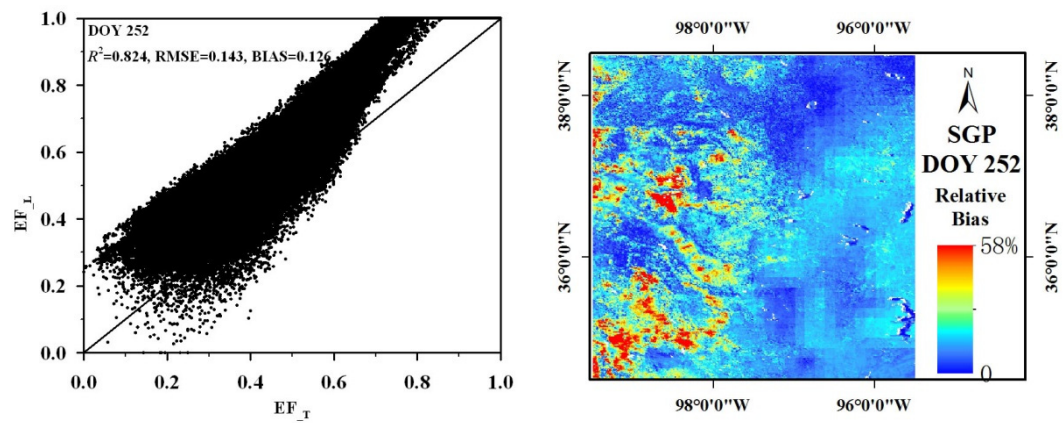 DOY 252
R²=0.824, RMSE=0.143, BIAS=0.126
1.0
0.8
0.6
0.4
0.2
0.0
EF_L
0.0 0.2 0.4 0.6 0.8 1.0
EF_T
98°0'0"W 96°0'0"W
38°0'0"N
36°0'0"N
N
SGP
DOY 252
Relative
Bias
58%
0
38°0'0"N
36°0'0"N
98°0'0"W 96°0'0"W